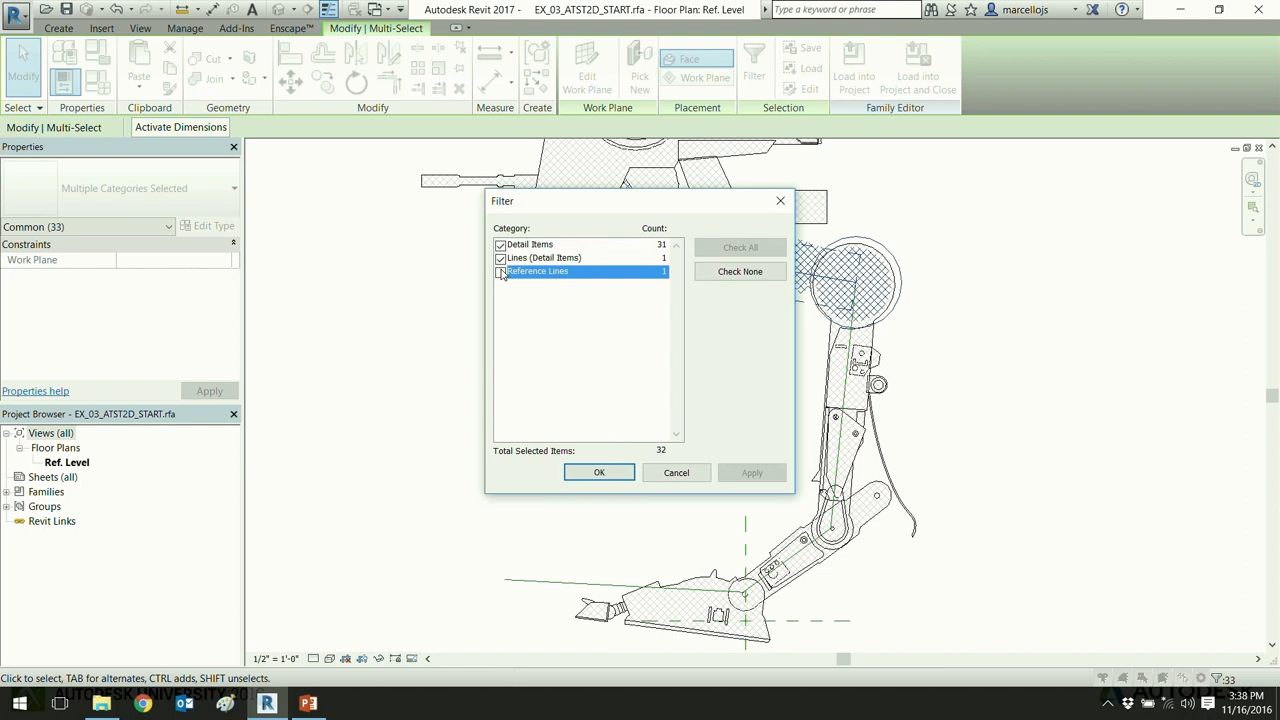 Autodesk Revit 2017 - EX_03_ATST2D_START.rfa - Floor Plan: Ref. Level
Type a keyword or phrase
marcellojs
Create Insert View Manage Add-Ins Enscape™ Modify | Multi-Select
Modify
Paste
Cut
Join
Edit
Work Plane
Pick
New
Face
Work Plane
Filter
Save
Load
Edit
Load into
Project
Load into
Project and Close
Select Properties Clipboard Geometry Modify Measure Create Work Plane Placement Selection Family Editor
Modify | Multi-Select
Activate Dimensions
Properties
Multiple Categories Selected
Common (33)
Edit Type
Constraints
Work Plane
Properties help
Apply
Project Browser - EX_03_ATST2D_START.rfa
Views (all)
Floor Plans
Ref. Level
Sheets (all)
Families
Groups
Revit Links
Filter
Category: Count:
Detail Items 31
Lines (Detail Items) 1
Reference Lines 1
Check All
Check None
Total Selected Items: 32
OK
Cancel
Apply
1/2" = 1'-0"
Click to select, TAB for alternates, CTRL adds, SHIFT unselects.
:33
AUTODESK UNIVERSITY
3:38 PM
11/16/2016